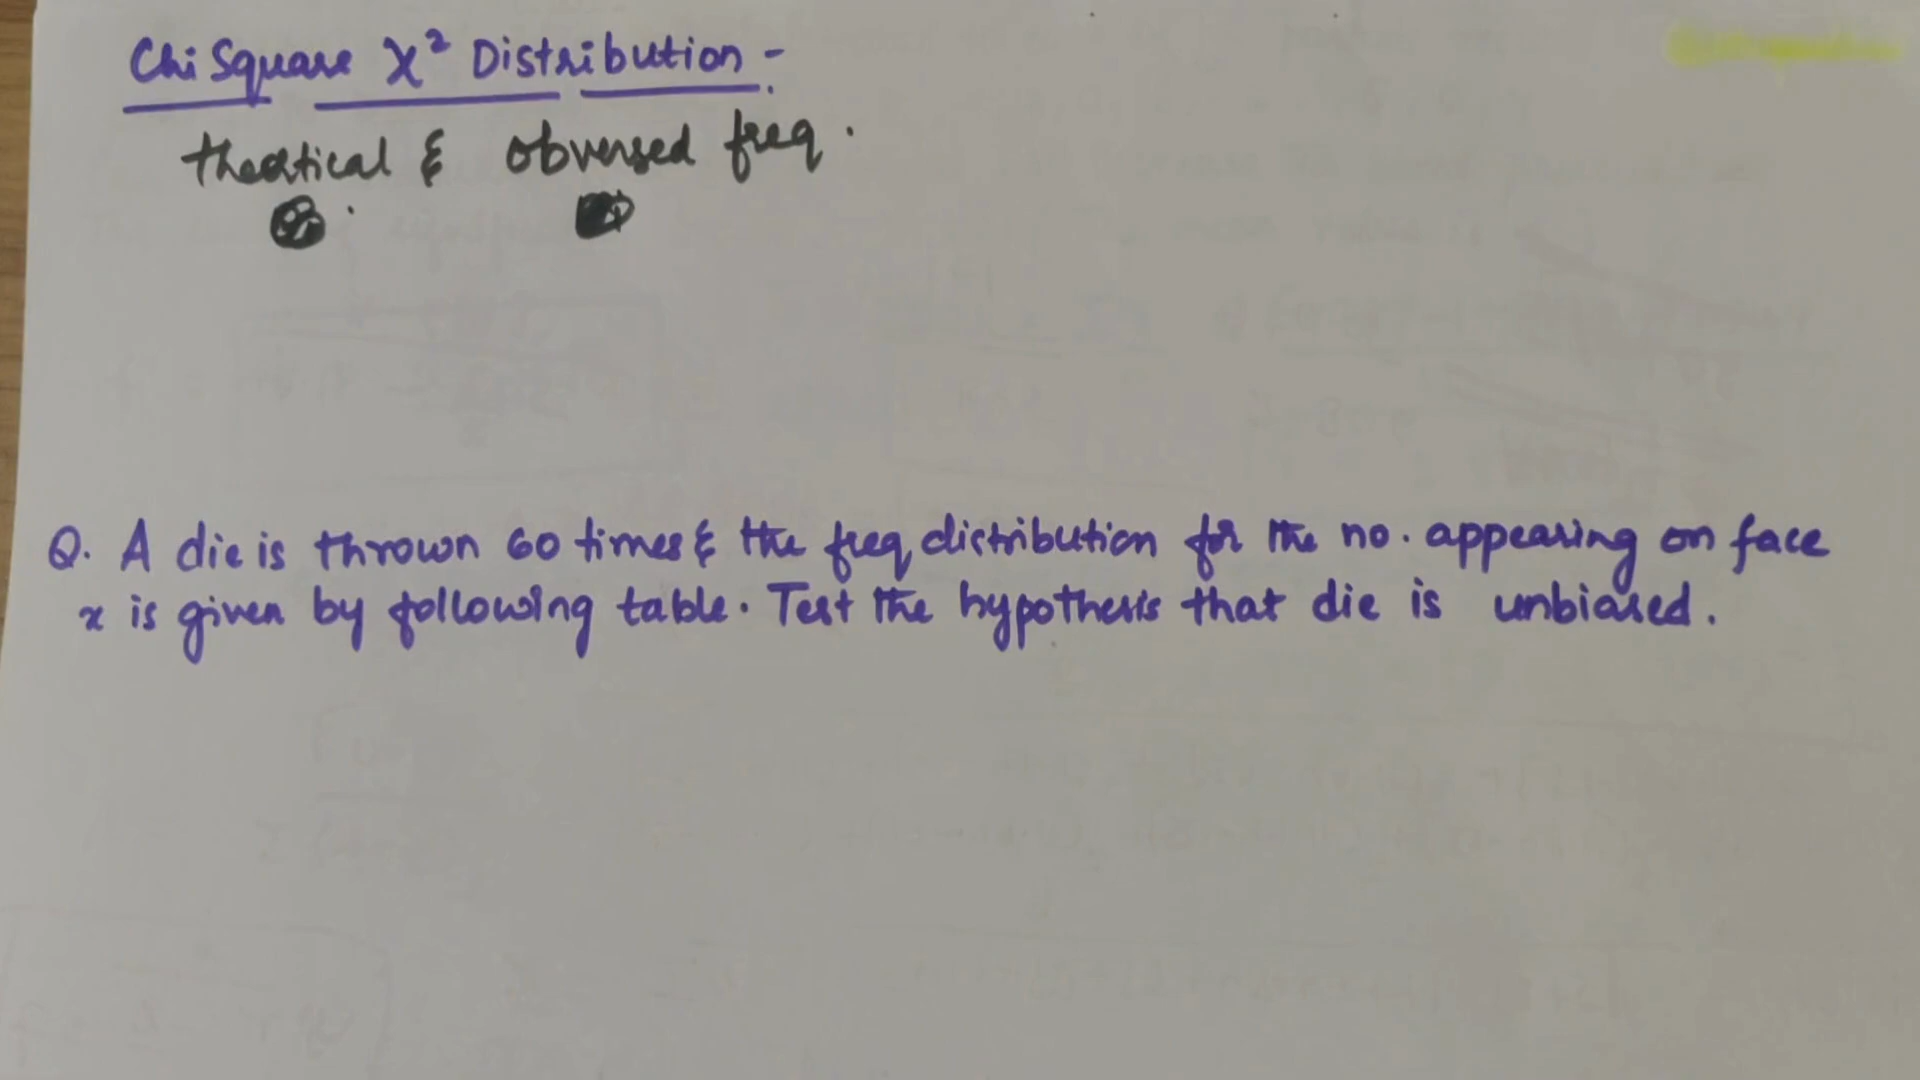 Chi Square χ² Distribution -
theortical & obversed freq.
Q. A die is thrown 60 times & the freq distribution for the no. appearing on face
x is given by following table. Test the hypothesis that die is unbiased.